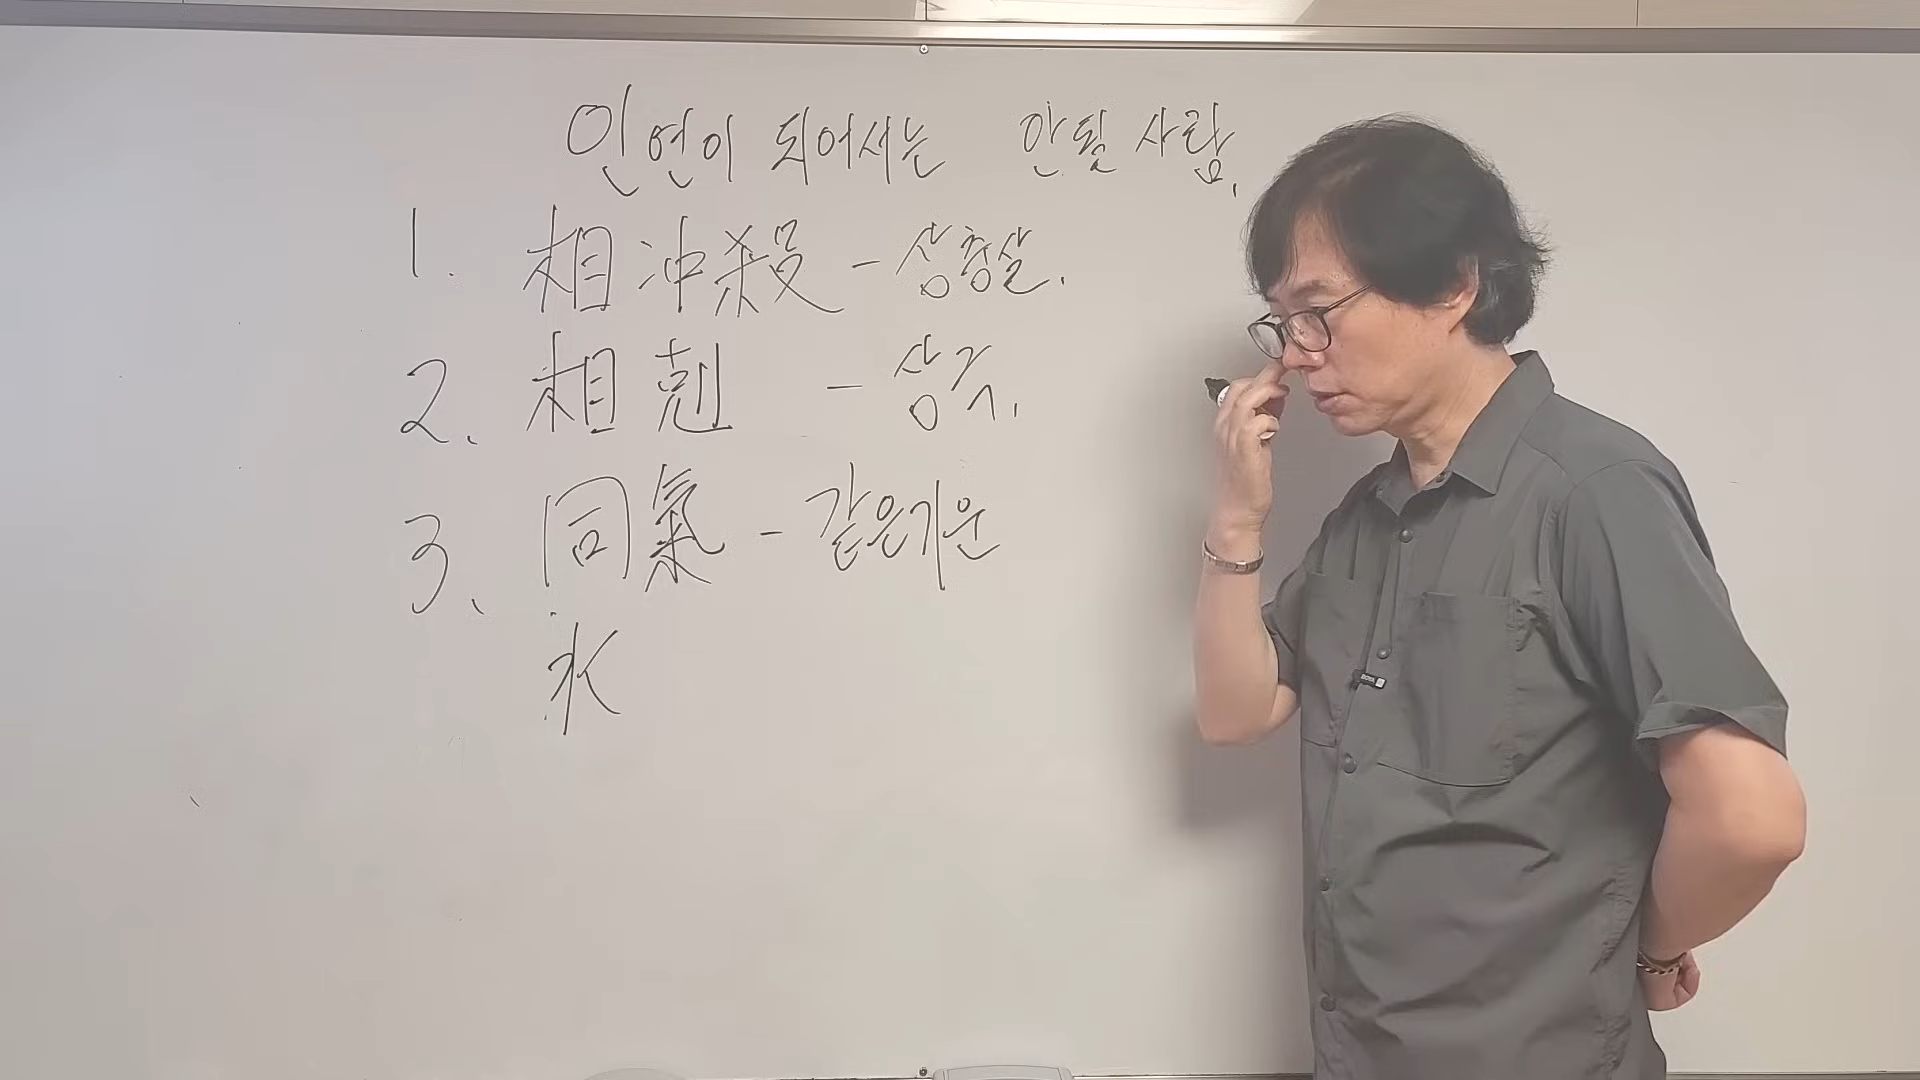 인연이 되어서는 안될 사람.
1. 相冲殺 - 상충살.
2. 相剋 - 상극.
3. 同氣 - 같은기운
水